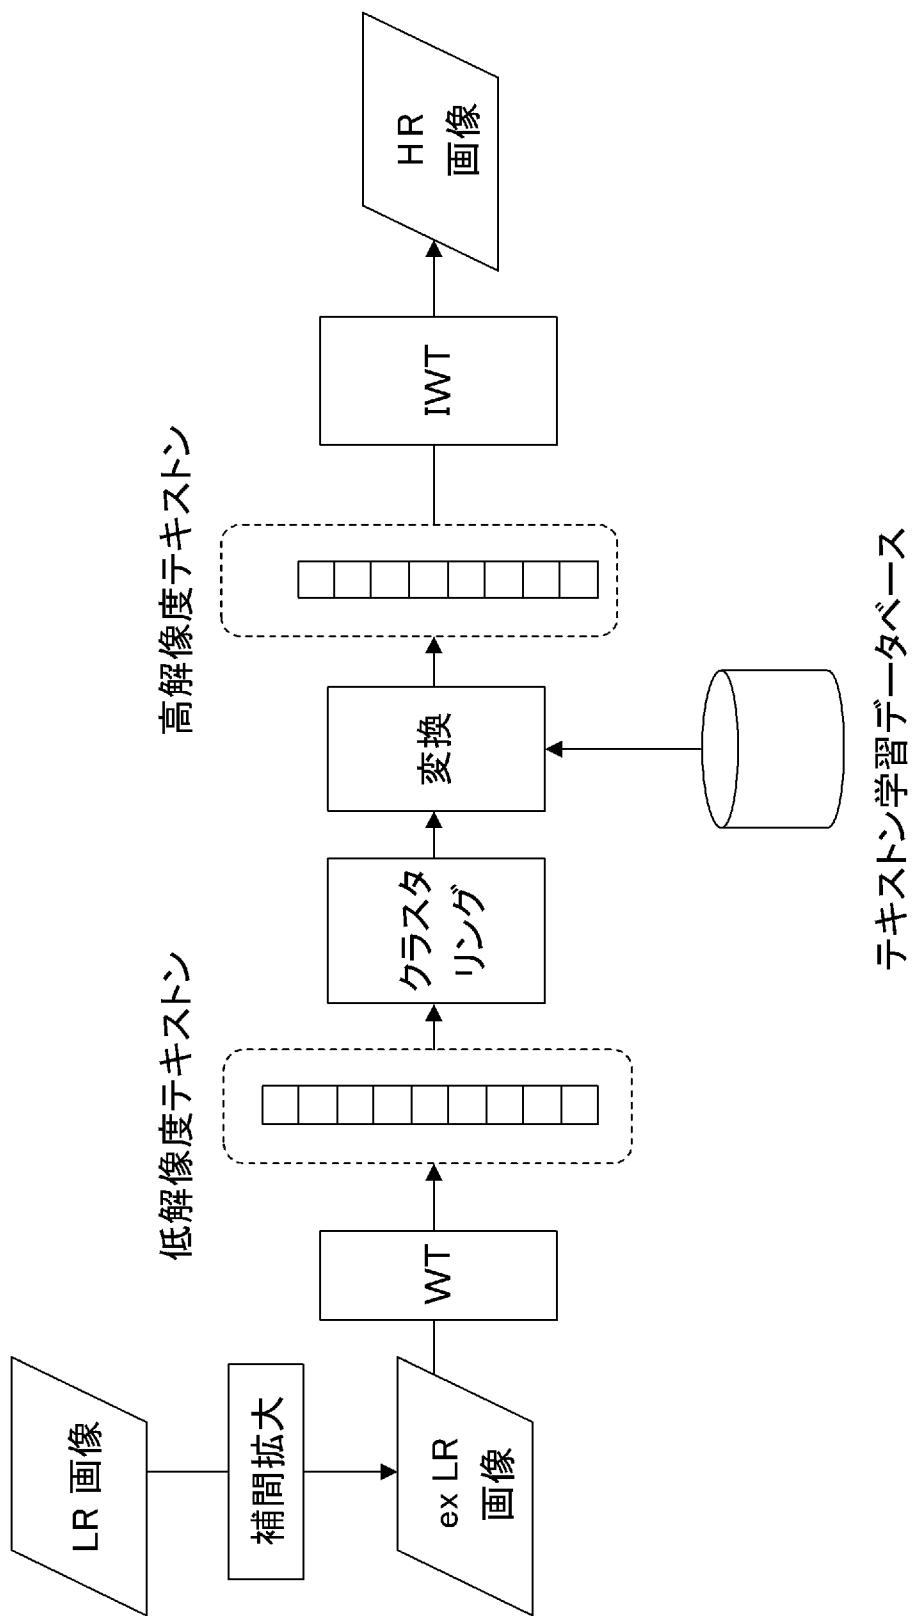 LR 画像
補間拡大
ex LR
画像
WT
低解像度テキストン
クラスタ
リング
変換
高解像度テキストン
IWT
HR
画像
テキストン学習データベース